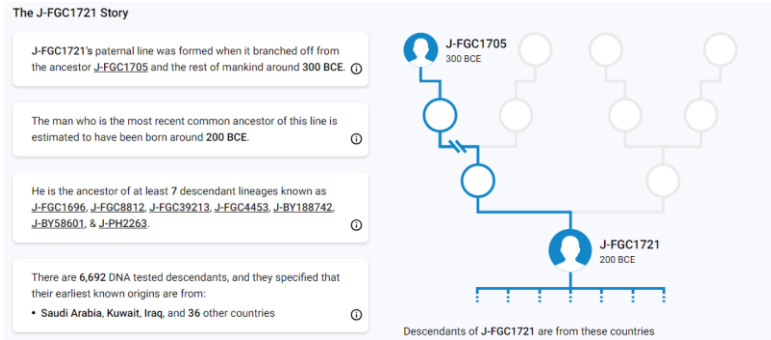 The J-FGC1721 Story
J-FGC1721's paternal line was formed when it branched off from
the ancestor J-FGC1705 and the rest of mankind around 300 BCE.
The man who is the most recent common ancestor of this line is
estimated to have been born around 200 BCE.
He is the ancestor of at least 7 descendant lineages known as
J-FGC1696, J-FGC8812, J-FGC39213, J-FGC4453, J-BY188742,
J-BY58601, & J-PH2263.
There are 6,692 DNA tested descendants, and they specified that
their earliest known origins are from:
• Saudi Arabia, Kuwait, Iraq, and 36 other countries
J-FGC1705
300 BCE
J-FGC1721
200 BCE
Descendants of J-FGC1721 are from these countries